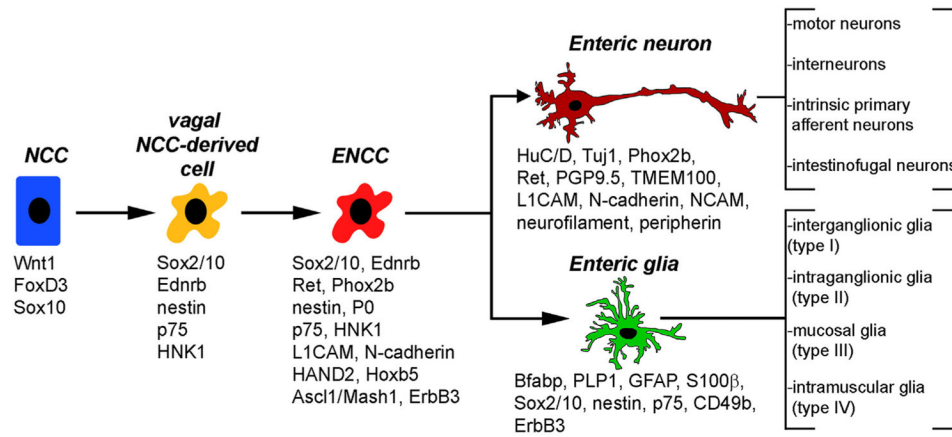 NCC
Wnt1
FoxD3
Sox10
vagal
NCC-derived
cell
Sox2/10
Ednrb
nestin
p75
HNK1
ENCC
Sox2/10, Ednrb
Ret, Phox2b
nestin, P0
p75, HNK1
L1CAM, N-cadherin
HAND2, Hoxb5
Ascl1/Mash1, ErbB3
Enteric neuron
HuC/D, Tuj1, Phox2b,
Ret, PGP9.5, TMEM100,
L1CAM, N-cadherin, NCAM,
neurofilament, peripherin
-motor neurons
-interneurons
-intrinsic primary
afferent neurons
-intestinofugal neurons
Enteric glia
Bfabp, PLP1, GFAP, S100β,
Sox2/10, nestin, p75, CD49b,
ErbB3
-interganglionic glia
(type I)
-intraganglionic glia
(type II)
-mucosal glia
(type III)
-intramuscular glia
(type IV)